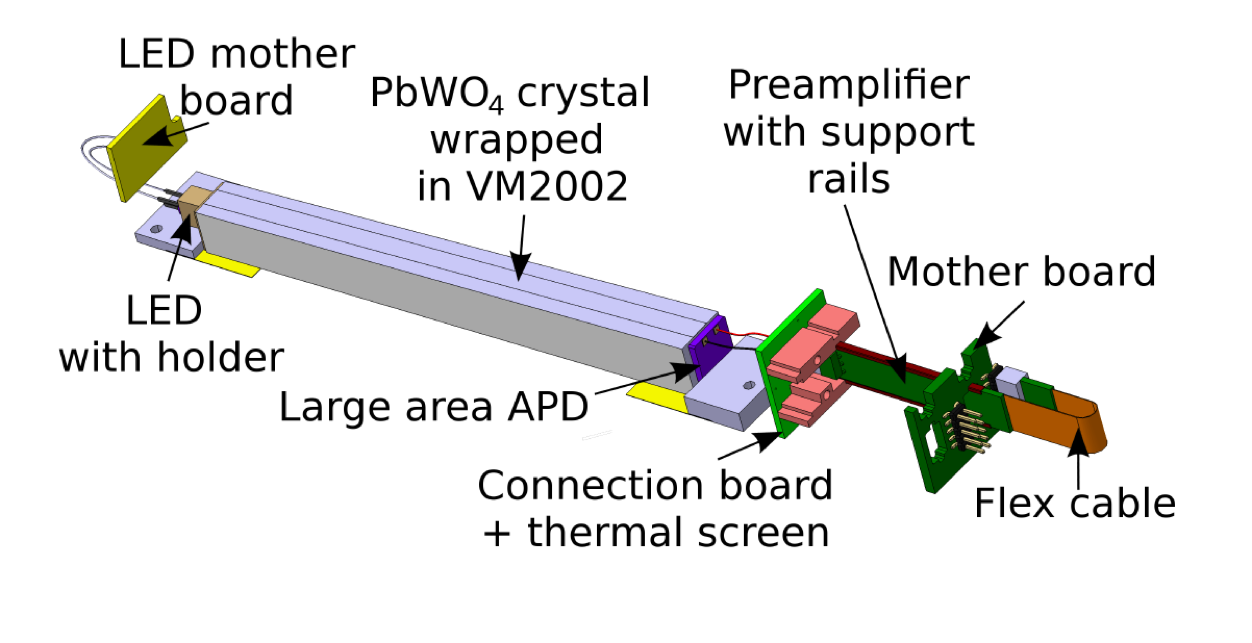 LED mother
board
PbWO₄ crystal
wrapped
in VM2002
Preamplifier
with support
rails
Mother board
LED
with holder
Large area APD
Connection board
+ thermal screen
Flex cable